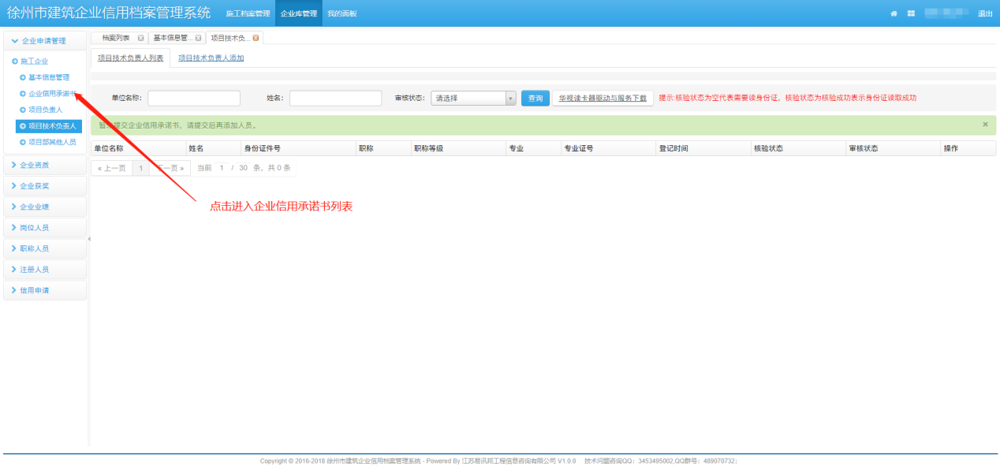 徐州市建筑企业信用档案管理系统 施工档案管理 企业库管理 我的面板 退出
企业申请管理
施工企业
基本信息管理
企业信用承诺书
项目负责人
项目技术负责人
项目部其他人员
企业资质
企业获奖
企业业绩
岗位人员
职称人员
注册人员
信用申请
档案列表 基本信息管... 项目技术负...
项目技术负责人列表 项目技术负责人添加
单位名称: 姓名: 审核状态: 请选择 查询 华视读卡器驱动与服务下载 提示:核验状态为空代表需要读身份证，核验状态为核验成功表示身份证读取成功
暂未提交企业信用承诺书，请提交后再添加人员。 ×
单位名称 姓名 身份证件号 职称 职称等级 专业 专业证号 登记时间 核验状态 审核状态 操作
« 上一页 1 下一页 » 当前 1 / 30 条，共 0 条
点击进入企业信用承诺书列表
Copyright © 2016-2018 徐州市建筑企业信用档案管理系统 - Powered By 江苏易讯邦工程信息咨询有限公司 V1.0.0 技术问题咨询QQ：3453495002,QQ群号：489070732;